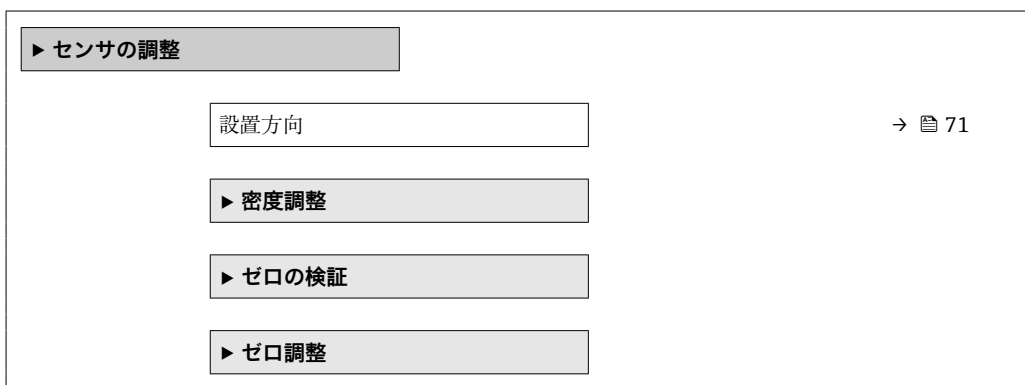 ▶ センサの調整
設置方向 → 🖹 71
▶ 密度調整
▶ ゼロの検証
▶ ゼロ調整